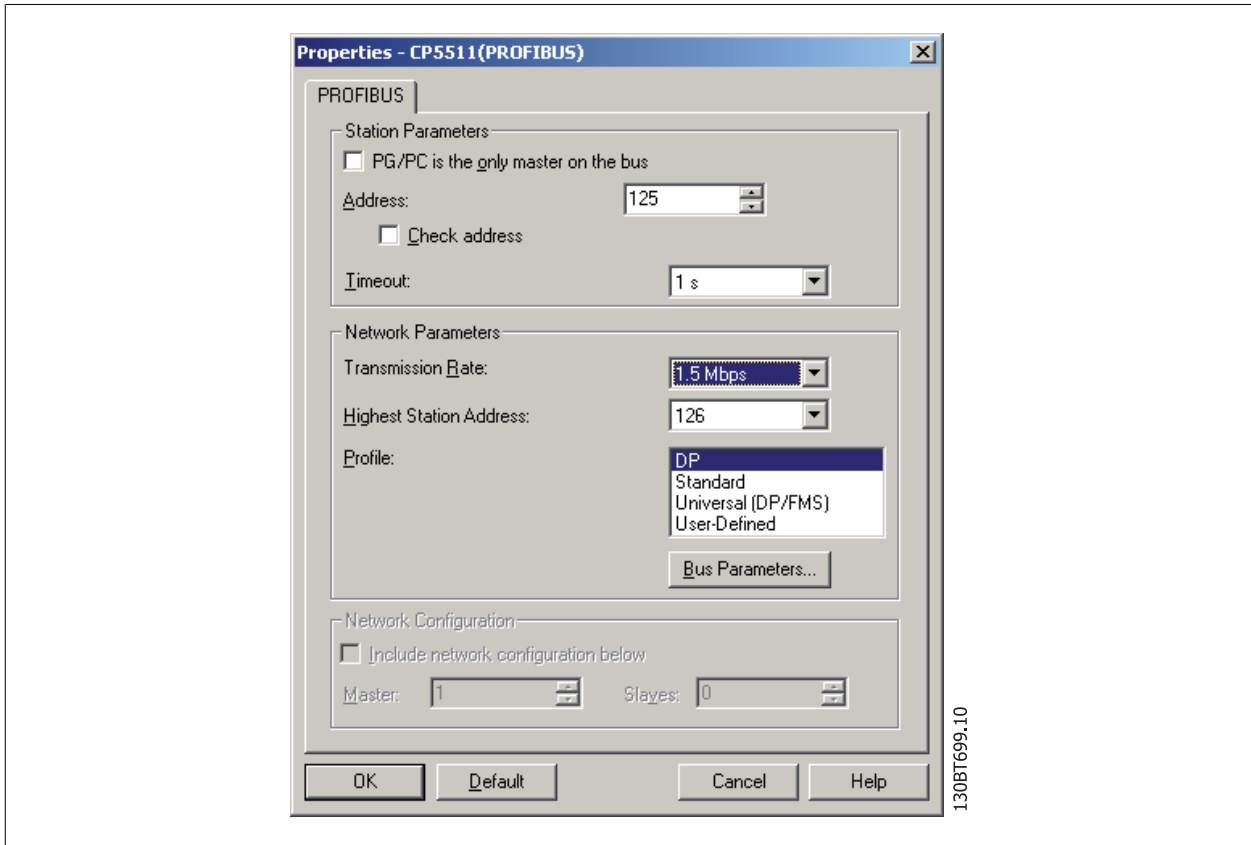 Properties - CP5511(PROFIBUS)
PROFIBUS
Station Parameters
PG/PC is the only master on the bus
Address: 125
Check address
Timeout: 1 s
Network Parameters
Transmission Rate: 1.5 Mbps
Highest Station Address: 126
Profile: DP
Standard
Universal (DP/FMS)
User-Defined
Bus Parameters...
Network Configuration
Include network configuration below
Master: 1 Slaves: 0
OK Default Cancel Help
130BT699.10